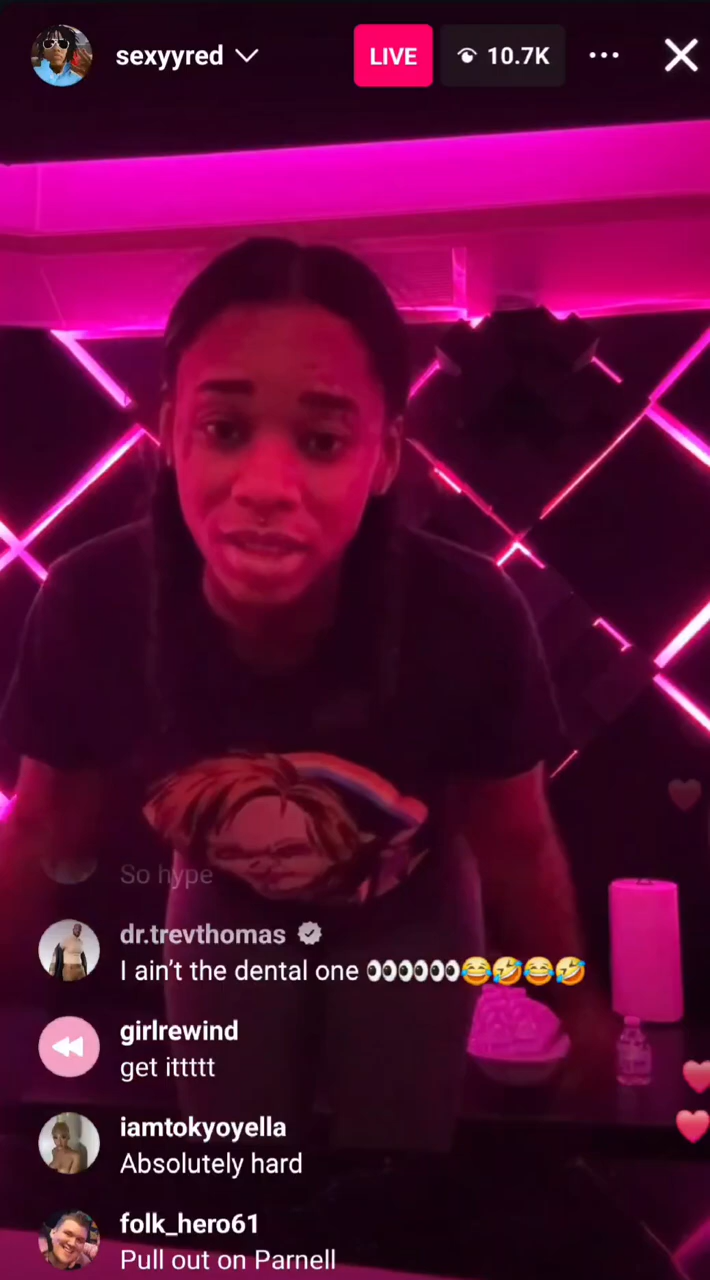 sexyyred
LIVE
10.7K
So hype
dr.trevthomas
I ain't the dental one 👀👀👀👀👀👀😂🤣😂🤣
girlrewind
get ittttt
iamtokyoyella
Absolutely hard
folk_hero61
Pull out on Parnell